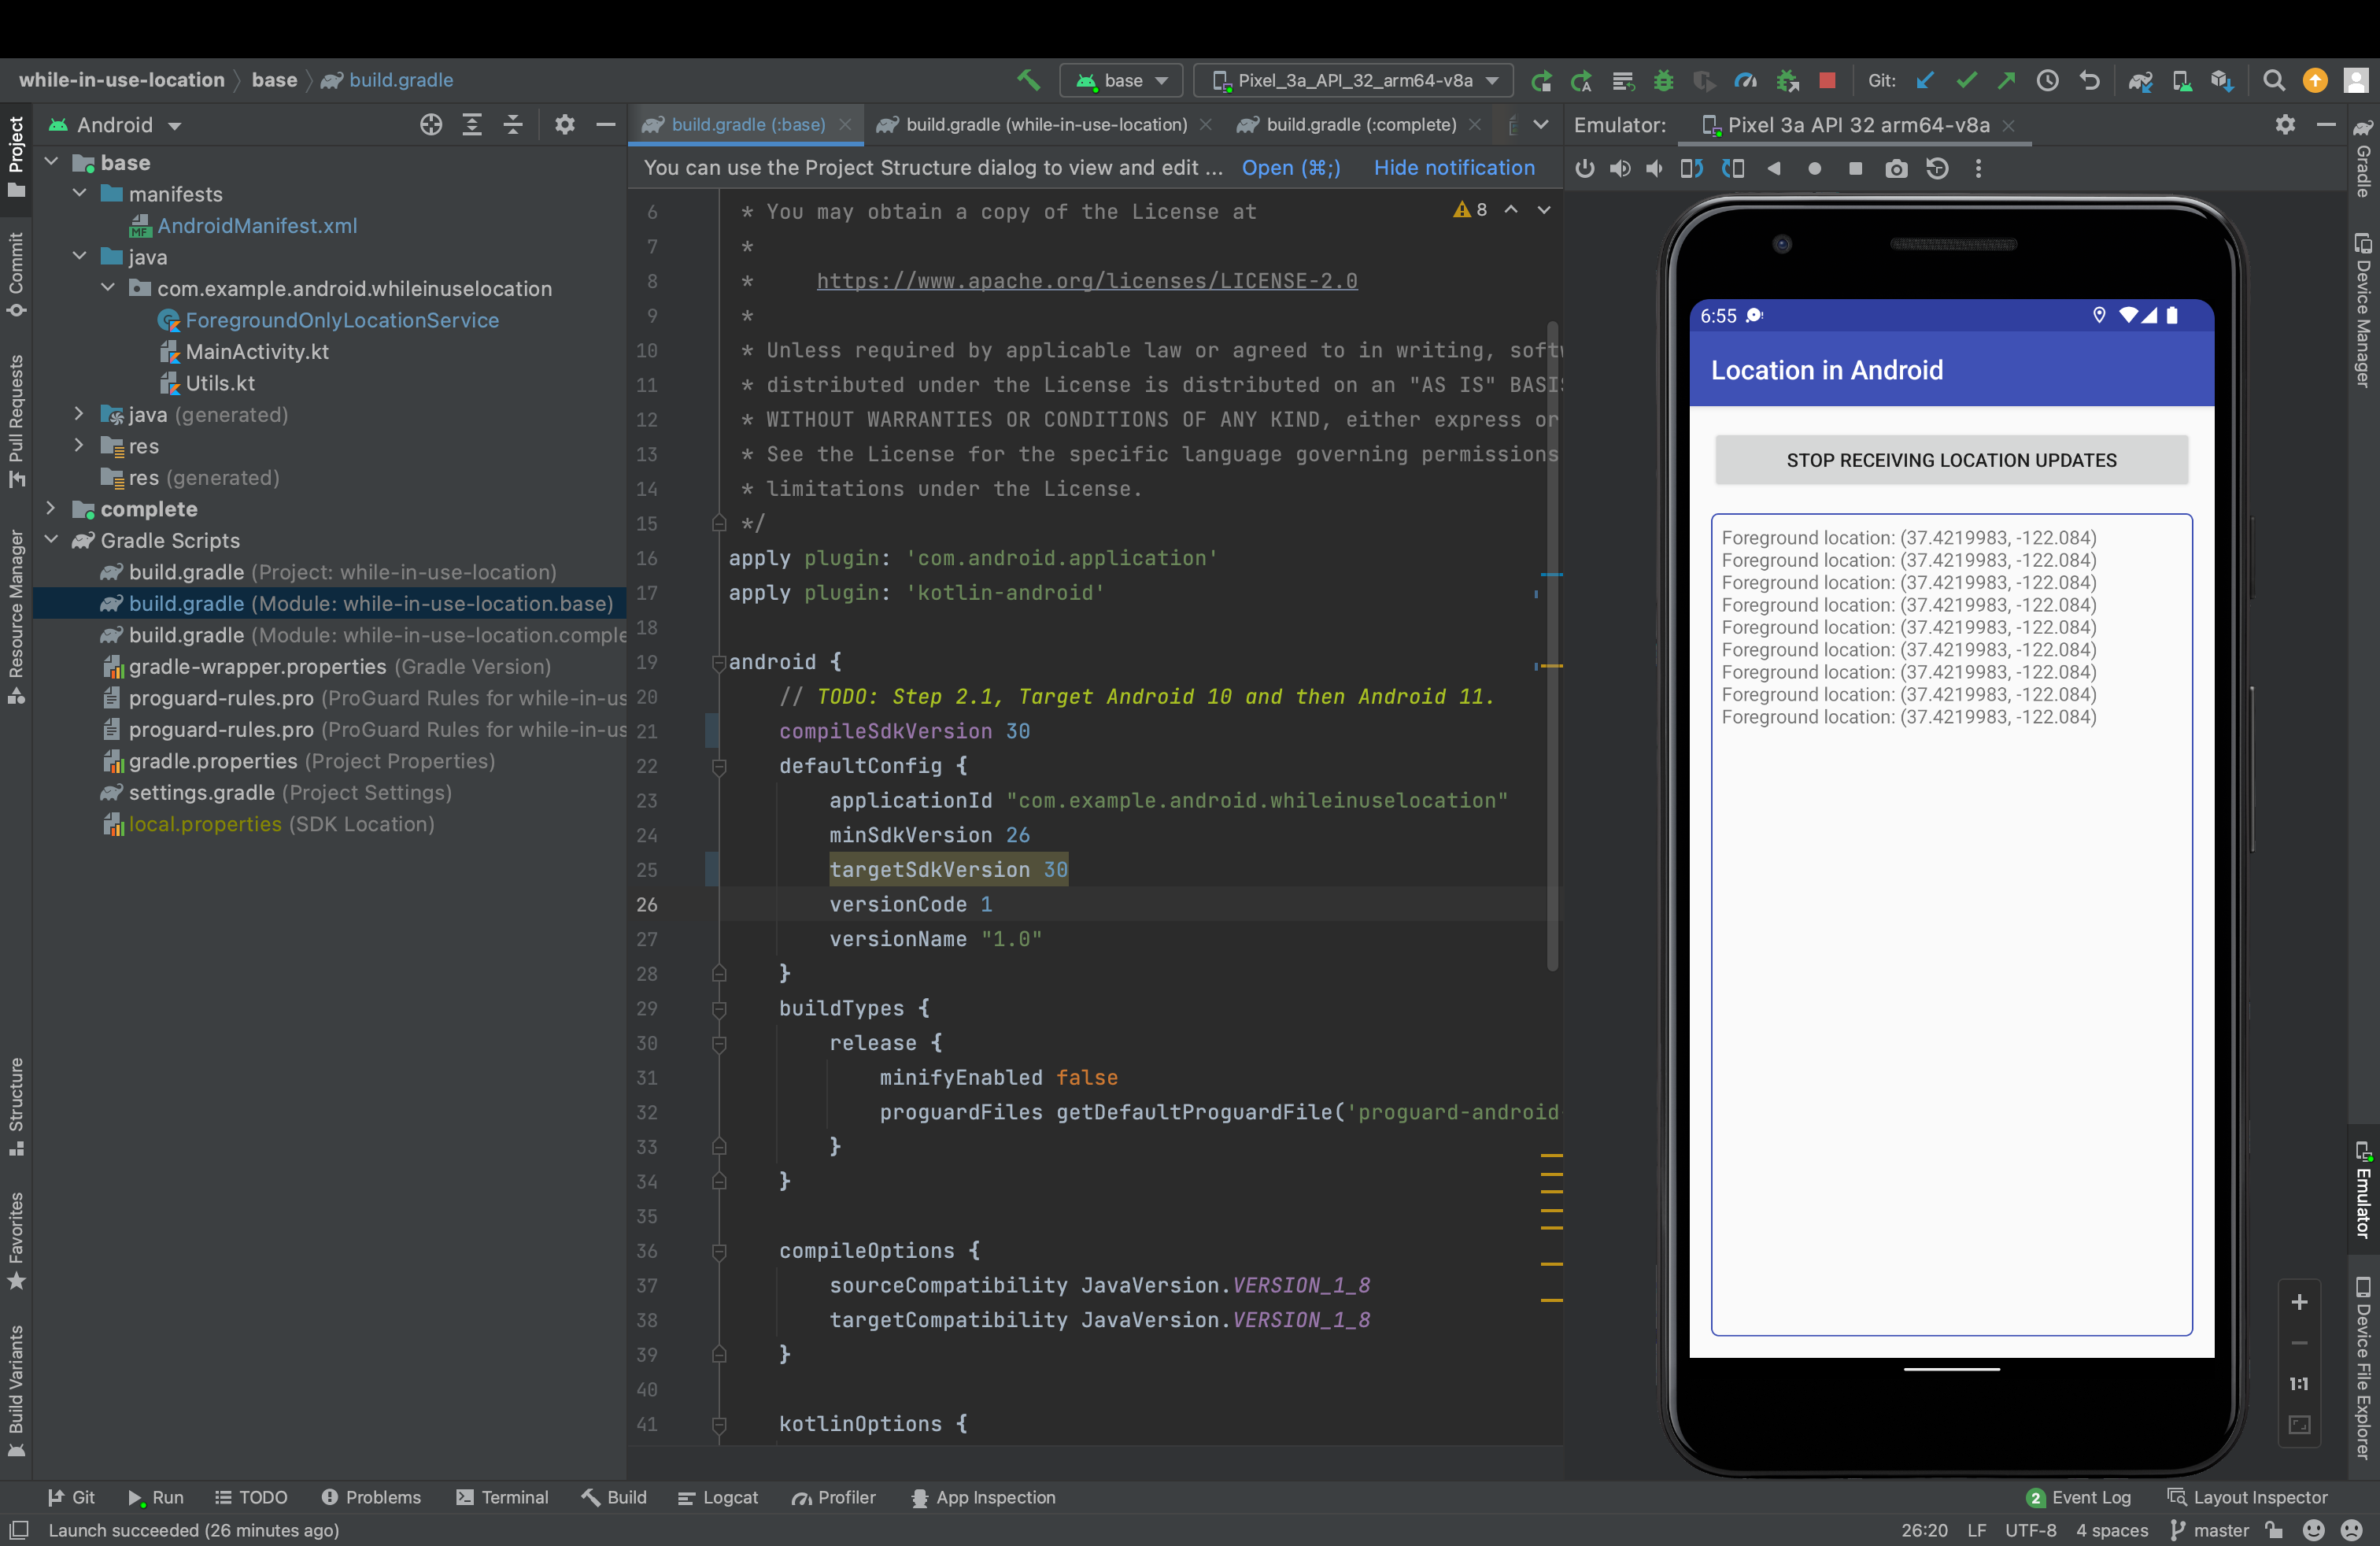 while-in-use-location base build.gradle
base Pixel_3a_API_32_arm64-v8a Git:
Project
Commit
Pull Requests
Resource Manager
Structure
Favorites
Build Variants
Android
base
manifests
AndroidManifest.xml
java
com.example.android.whileinuselocation
ForegroundOnlyLocationService
MainActivity.kt
Utils.kt
java (generated)
res
res (generated)
complete
Gradle Scripts
build.gradle (Project: while-in-use-location)
build.gradle (Module: while-in-use-location.base)
build.gradle (Module: while-in-use-location.comple
gradle-wrapper.properties (Gradle Version)
proguard-rules.pro (ProGuard Rules for while-in-us
proguard-rules.pro (ProGuard Rules for while-in-us
gradle.properties (Project Properties)
settings.gradle (Project Settings)
local.properties (SDK Location)
build.gradle (:base) build.gradle (while-in-use-location) build.gradle (:complete)
You can use the Project Structure dialog to view and edit ... Open (⌘;) Hide notification
8
6 * You may obtain a copy of the License at
7 *
8 * https://www.apache.org/licenses/LICENSE-2.0
9 *
10 * Unless required by applicable law or agreed to in writing, softw
11 * distributed under the License is distributed on an "AS IS" BASIS
12 * WITHOUT WARRANTIES OR CONDITIONS OF ANY KIND, either express or
13 * See the License for the specific language governing permissions
14 * limitations under the License.
15 */
16 apply plugin: 'com.android.application'
17 apply plugin: 'kotlin-android'
18
19 android {
20 // TODO: Step 2.1, Target Android 10 and then Android 11.
21 compileSdkVersion 30
22 defaultConfig {
23 applicationId "com.example.android.whileinuselocation"
24 minSdkVersion 26
25 targetSdkVersion 30
26 versionCode 1
27 versionName "1.0"
28 }
29 buildTypes {
30 release {
31 minifyEnabled false
32 proguardFiles getDefaultProguardFile('proguard-android
33 }
34 }
35
36 compileOptions {
37 sourceCompatibility JavaVersion.VERSION_1_8
38 targetCompatibility JavaVersion.VERSION_1_8
39 }
40
41 kotlinOptions {
Emulator: Pixel 3a API 32 arm64-v8a
6:55
Location in Android
STOP RECEIVING LOCATION UPDATES
Foreground location: (37.4219983, -122.084)
Foreground location: (37.4219983, -122.084)
Foreground location: (37.4219983, -122.084)
Foreground location: (37.4219983, -122.084)
Foreground location: (37.4219983, -122.084)
Foreground location: (37.4219983, -122.084)
Foreground location: (37.4219983, -122.084)
Foreground location: (37.4219983, -122.084)
Foreground location: (37.4219983, -122.084)
1:1
Gradle
Device Manager
Emulator
Device File Explorer
Git Run TODO Problems Terminal Build Logcat Profiler App Inspection 2 Event Log Layout Inspector
Launch succeeded (26 minutes ago) 26:20 LF UTF-8 4 spaces master